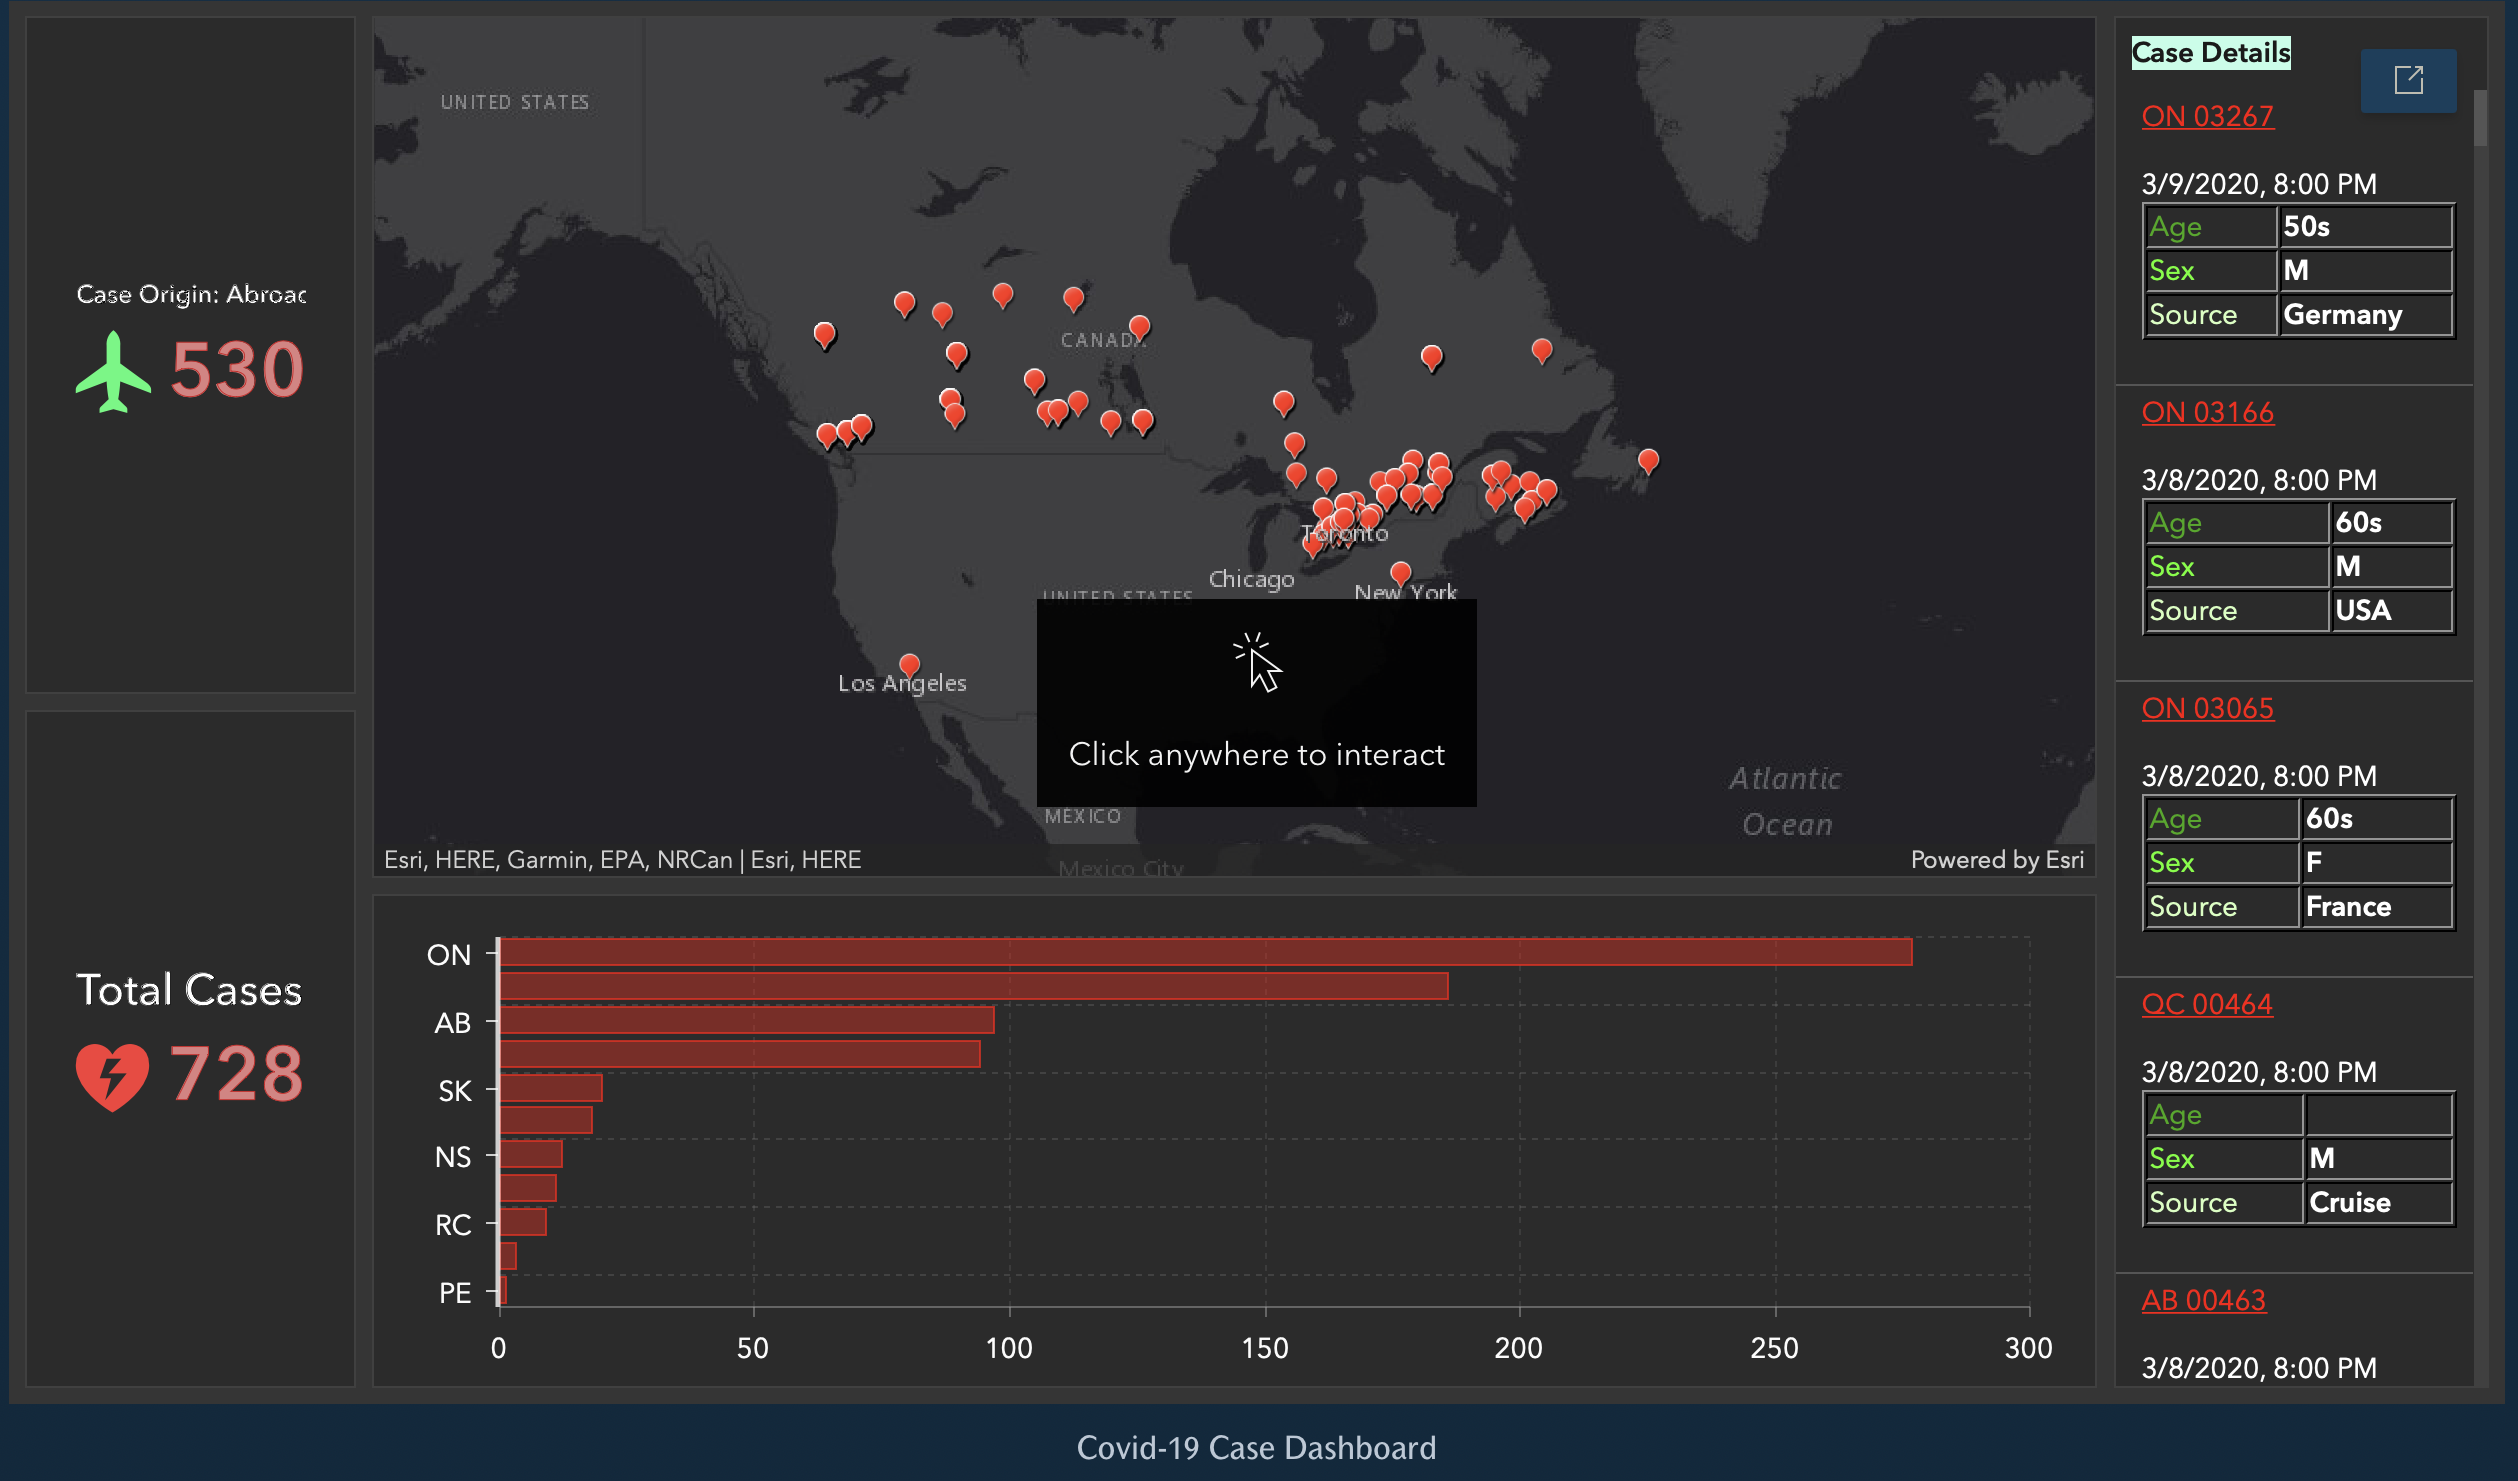 Case Origin: Abroad
530
Total Cases
728
UNITED STATES
CANADA
Toronto
Chicago
New York
UNITED STATES
Los Angeles
Click anywhere to interact
MÉXICO
Atlantic
Ocean
Mexico City
Esri, HERE, Garmin, EPA, NRCan | Esri, HERE
Powered by Esri
ON
AB
SK
NS
RC
PE
0 50 100 150 200 250 300
Case Details
ON 03267
3/9/2020, 8:00 PM
Age 50s
Sex M
Source Germany
ON 03166
3/8/2020, 8:00 PM
Age 60s
Sex M
Source USA
ON 03065
3/8/2020, 8:00 PM
Age 60s
Sex F
Source France
QC 00464
3/8/2020, 8:00 PM
Age
Sex M
Source Cruise
AB 00463
3/8/2020, 8:00 PM
Covid-19 Case Dashboard